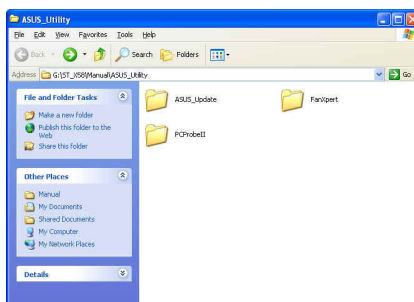 ASUS_Utility
File Edit View Favorites Tools Help
Back Search Folders
Address G:\ST_X58\Manual\ASUS_Utility Go
File and Folder Tasks
Make a new folder
Publish this folder to the Web
Share this folder
Other Places
Manual
My Documents
Shared Documents
My Computer
My Network Places
Details
ASUS_Update
FanXpert
PCProbeII